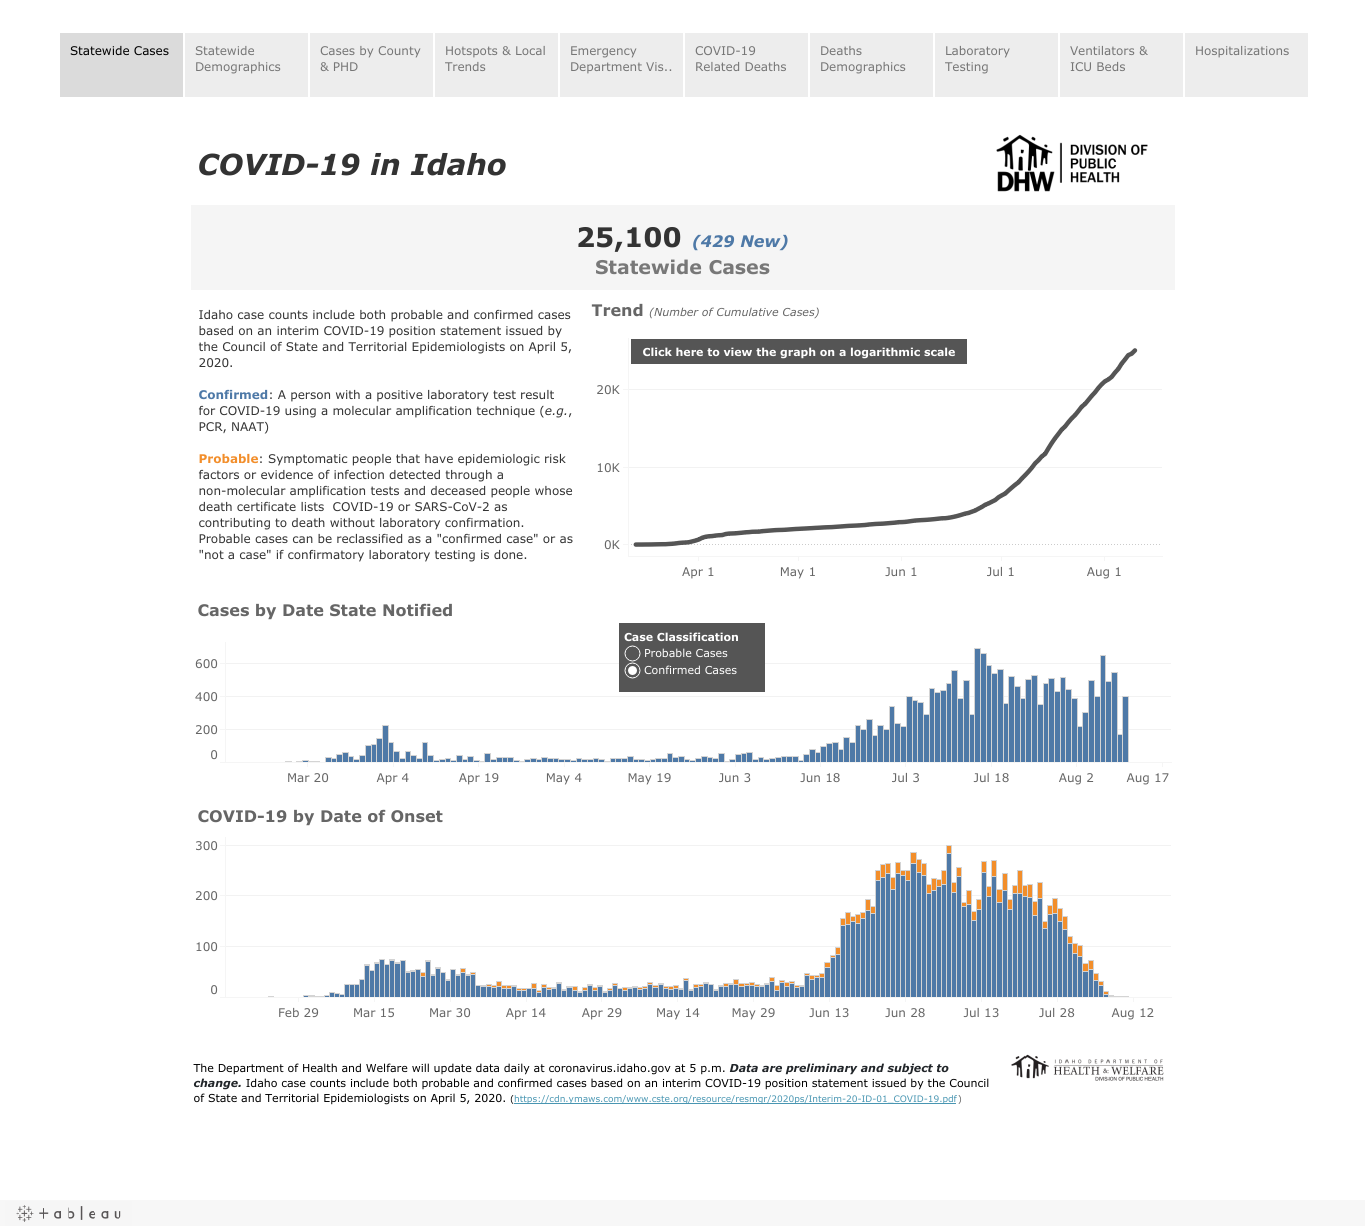 Statewide Cases
Statewide
Demographics
Cases by County
& PHD
Hotspots & Local
Trends
Emergency
Department Vis..
COVID-19
Related Deaths
Deaths
Demographics
Laboratory
Testing
Ventilators &
ICU Beds
Hospitalizations
COVID-19 in Idaho
DHW
DIVISION OF
PUBLIC
HEALTH
25,100 (429 New)
Statewide Cases
Idaho case counts include both probable and confirmed cases
based on an interim COVID-19 position statement issued by
the Council of State and Territorial Epidemiologists on April 5,
2020.
Confirmed: A person with a positive laboratory test result
for COVID-19 using a molecular amplification technique (e.g.,
PCR, NAAT)
Probable: Symptomatic people that have epidemiologic risk
factors or evidence of infection detected through a
non-molecular amplification tests and deceased people whose
death certificate lists  COVID-19 or SARS-CoV-2 as
contributing to death without laboratory confirmation.
Probable cases can be reclassified as a "confirmed case" or as
"not a case" if confirmatory laboratory testing is done.
Trend (Number of Cumulative Cases)
Click here to view the graph on a logarithmic scale
20K
10K
0K
Apr 1 May 1 Jun 1 Jul 1 Aug 1
Cases by Date State Notified
Case Classification
Probable Cases
Confirmed Cases
600
400
200
0
Mar 20 Apr 4 Apr 19 May 4 May 19 Jun 3 Jun 18 Jul 3 Jul 18 Aug 2 Aug 17
COVID-19 by Date of Onset
300
200
100
0
Feb 29 Mar 15 Mar 30 Apr 14 Apr 29 May 14 May 29 Jun 13 Jun 28 Jul 13 Jul 28 Aug 12
The Department of Health and Welfare will update data daily at coronavirus.idaho.gov at 5 p.m. Data are preliminary and subject to
change. Idaho case counts include both probable and confirmed cases based on an interim COVID-19 position statement issued by the Council
of State and Territorial Epidemiologists on April 5, 2020. (https://cdn.ymaws.com/www.cste.org/resource/resmgr/2020ps/Interim-20-ID-01_COVID-19.pdf)
IDAHO DEPARTMENT OF
HEALTH & WELFARE
DIVISION OF PUBLIC HEALTH
+ableau